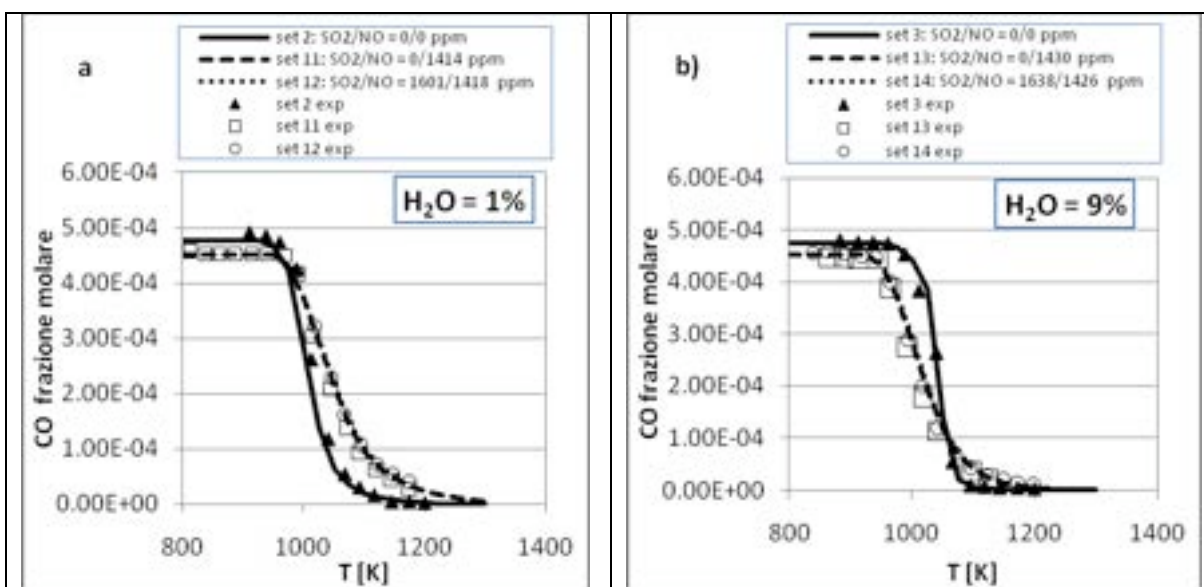 a
set 2: SO2/NO = 0/0 ppm
set 11: SO2/NO = 0/1414 ppm
set 12: SO2/NO = 1601/1418 ppm
set 2 exp
set 11 exp
set 12 exp
H₂O = 1%
CO frazione molare
6.00E-04
5.00E-04
4.00E-04
3.00E-04
2.00E-04
1.00E-04
0.00E+00
800 1000 1200 1400
T [K]
b)
set 3: SO2/NO = 0/0 ppm
set 13: SO2/NO = 0/1430 ppm
set 14: SO2/NO = 1638/1426 ppm
set 3 exp
set 13 exp
set 14 exp
H₂O = 9%
CO frazione molare
6.00E-04
5.00E-04
4.00E-04
3.00E-04
2.00E-04
1.00E-04
0.00E+00
800 1000 1200 1400
T [K]